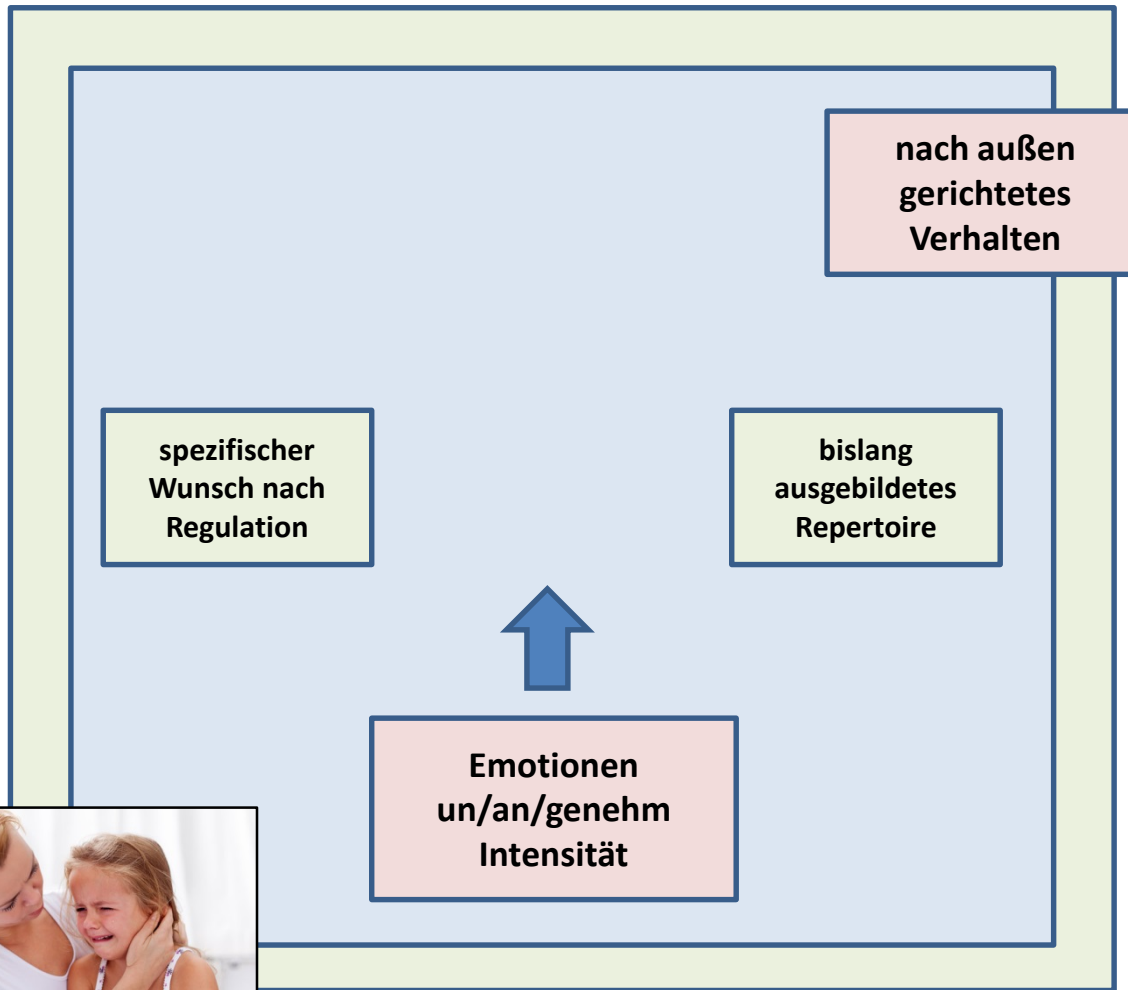 nach außen
gerichtetes
Verhalten
spezifischer
Wunsch nach
Regulation
bislang
ausgebildetes
Repertoire
Emotionen
un/an/genehm
Intensität